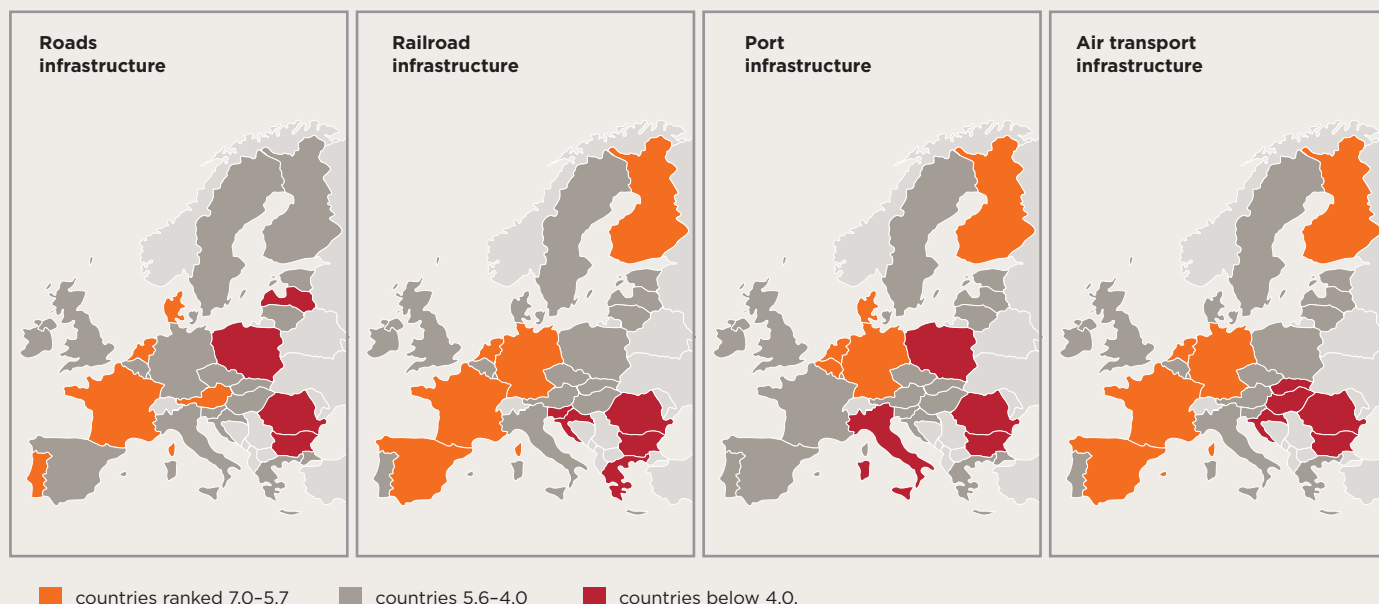 Roads
infrastructure
Railroad
infrastructure
Port
infrastructure
Air transport
infrastructure
countries ranked 7.0–5.7
countries 5.6–4.0
countries below 4.0.